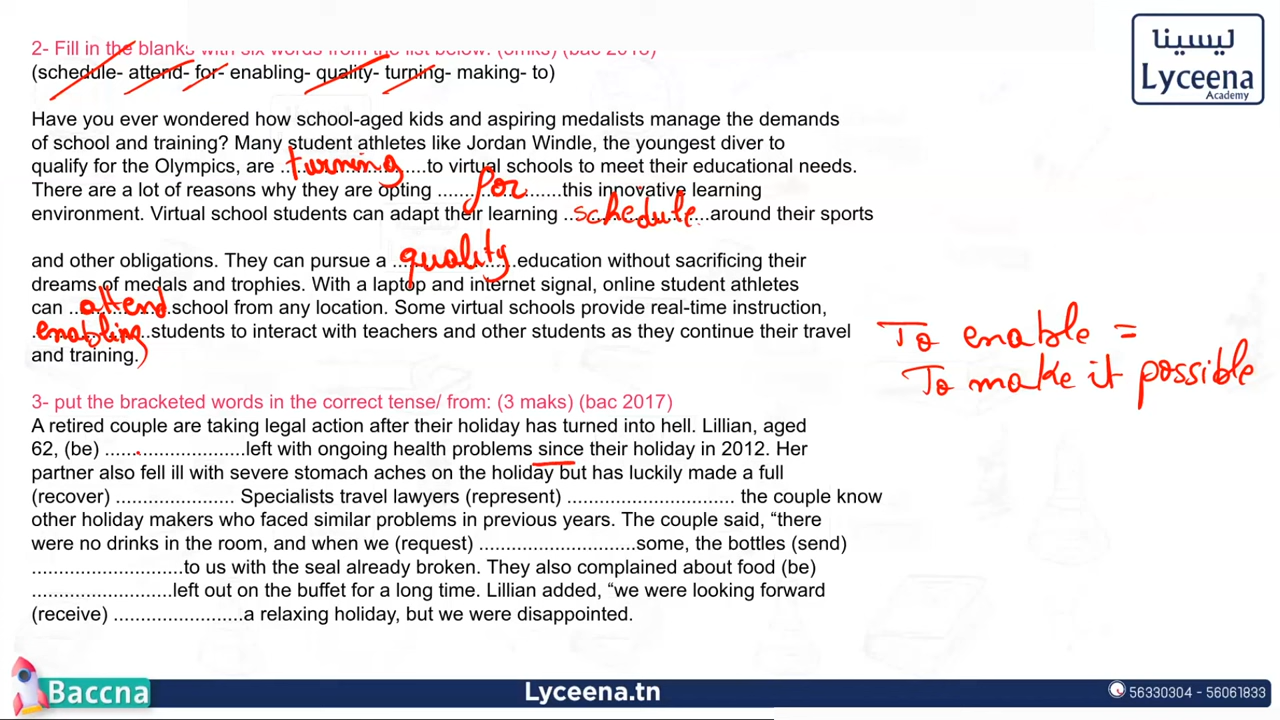 2- Fill in the blanks with six words from the list below: (3mks) (bac 2018)
(schedule- attend- for- enabling- quality- turning- making- to)
Have you ever wondered how school-aged kids and aspiring medalists manage the demands
of school and training? Many student athletes like Jordan Windle, the youngest diver to
qualify for the Olympics, are turning to virtual schools to meet their educational needs.
There are a lot of reasons why they are opting for this innovative learning
environment. Virtual school students can adapt their learning schedule around their sports
and other obligations. They can pursue a quality education without sacrificing their
dreams of medals and trophies. With a laptop and internet signal, online student athletes
can attend school from any location. Some virtual schools provide real-time instruction,
enabling students to interact with teachers and other students as they continue their travel
and training.)
To enable =
To make it possible
3- put the bracketed words in the correct tense/ from: (3 maks) (bac 2017)
A retired couple are taking legal action after their holiday has turned into hell. Lillian, aged
62, (be) ..........................left with ongoing health problems since their holiday in 2012. Her
partner also fell ill with severe stomach aches on the holiday but has luckily made a full
(recover) ...................... Specialists travel lawyers (represent) ............................... the couple know
other holiday makers who faced similar problems in previous years. The couple said, “there
were no drinks in the room, and when we (request) .............................some, the bottles (send)
............................to us with the seal already broken. They also complained about food (be)
..........................left out on the buffet for a long time. Lillian added, “we were looking forward
(receive) ........................a relaxing holiday, but we were disappointed.
ليسينا
Lyceena
Academy
Baccna
Lyceena.tn
56330304 - 56061833